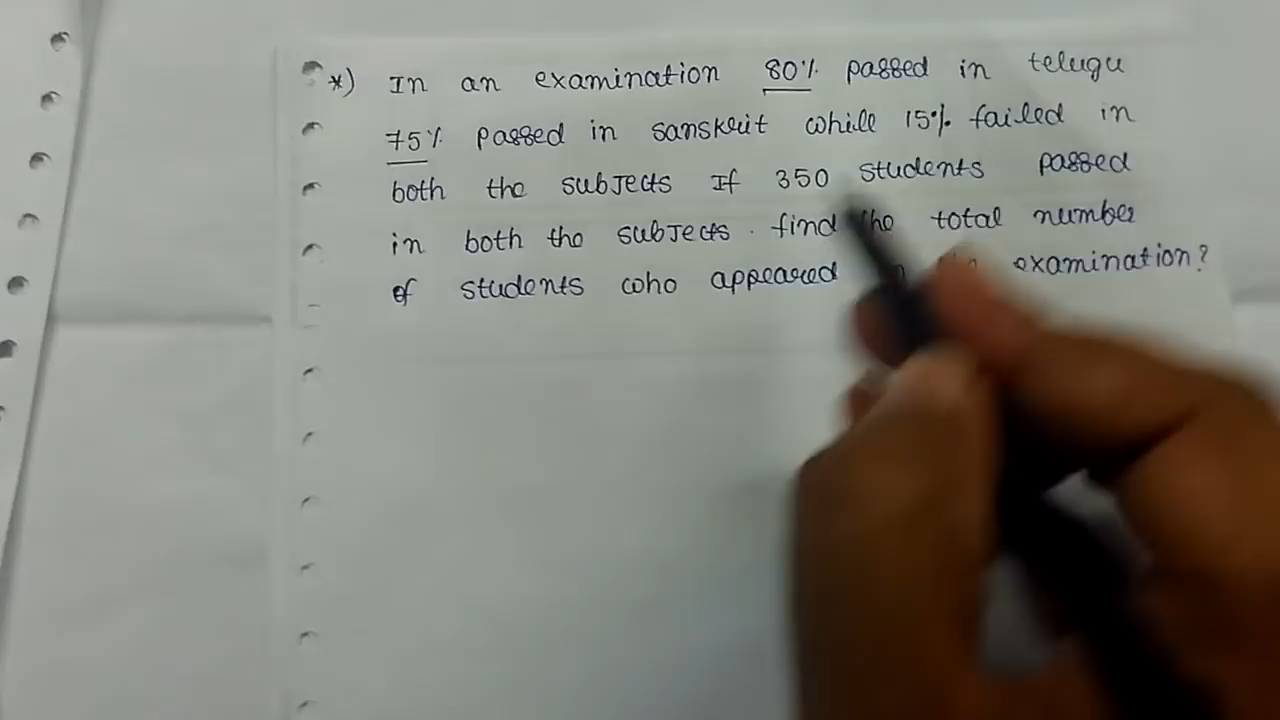 *) In an examination 80% passed in telugu
75% passed in sanskrit while 15% failed in
both the subjects If 350 students passed
in both the subjects. find the total number
of students who appeared examination?